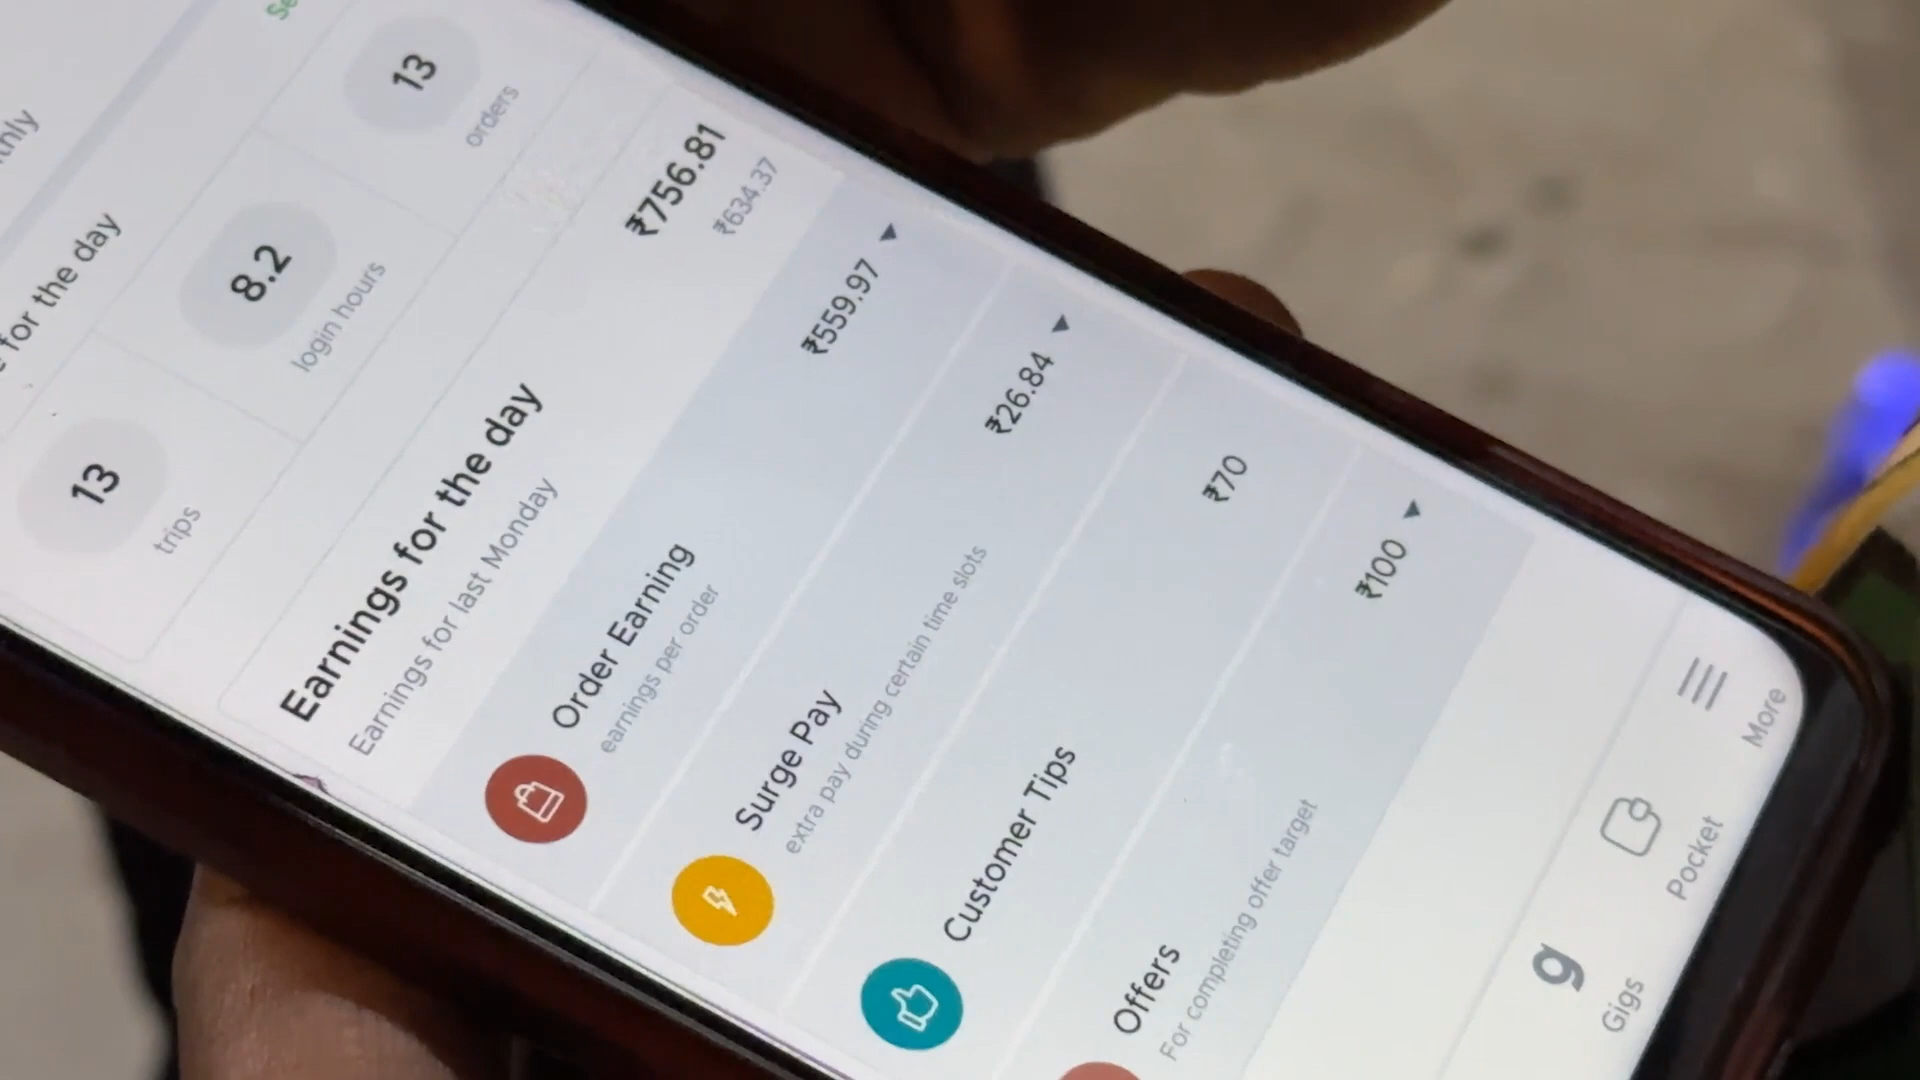 for the day
13
trips
8.2
login hours
13
orders
Earnings for the day
₹756.81
Earnings for last Monday
₹634.37
Order Earning
₹559.97
earnings per order
Surge Pay
₹26.84
extra pay during certain time slots
Customer Tips
₹70
Offers
₹100
For completing offer target
g
Gigs
Pocket
More